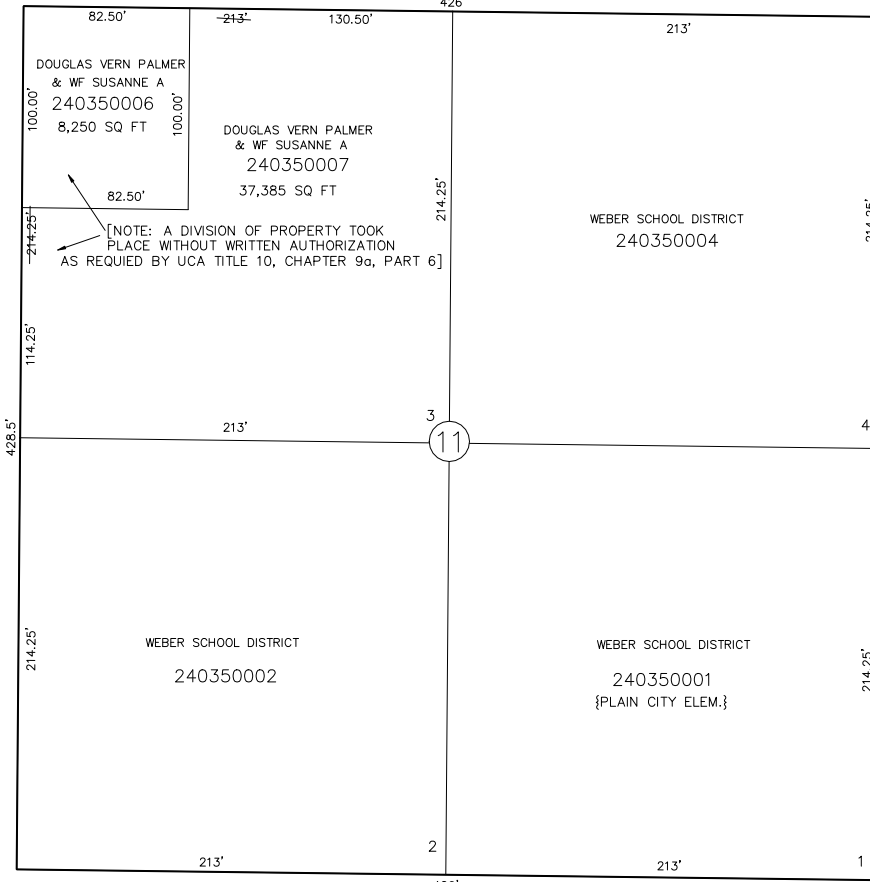 426'
82.50'
213'
130.50'
213'
DOUGLAS VERN PALMER
& WF SUSANNE A
240350006
8,250 SQ FT
100.00'
100.00'
82.50'
DOUGLAS VERN PALMER
& WF SUSANNE A
240350007
37,385 SQ FT
214.25'
WEBER SCHOOL DISTRICT
240350004
214.25'
214.25'
[NOTE: A DIVISION OF PROPERTY TOOK
PLACE WITHOUT WRITTEN AUTHORIZATION
AS REQUIED BY UCA TITLE 10, CHAPTER 9a, PART 6]
114.25'
428.5'
213'
3
11
4
214.25'
WEBER SCHOOL DISTRICT
240350002
WEBER SCHOOL DISTRICT
240350001
{PLAIN CITY ELEM.}
214.25'
213'
2
213'
1